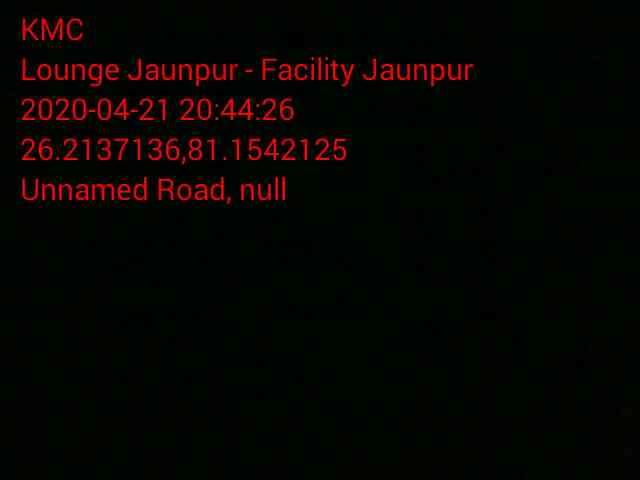 KMC
Lounge Jaunpur - Facility Jaunpur
2020-04-21 20:44:26
26.2137136,81.1542125
Unnamed Road, null